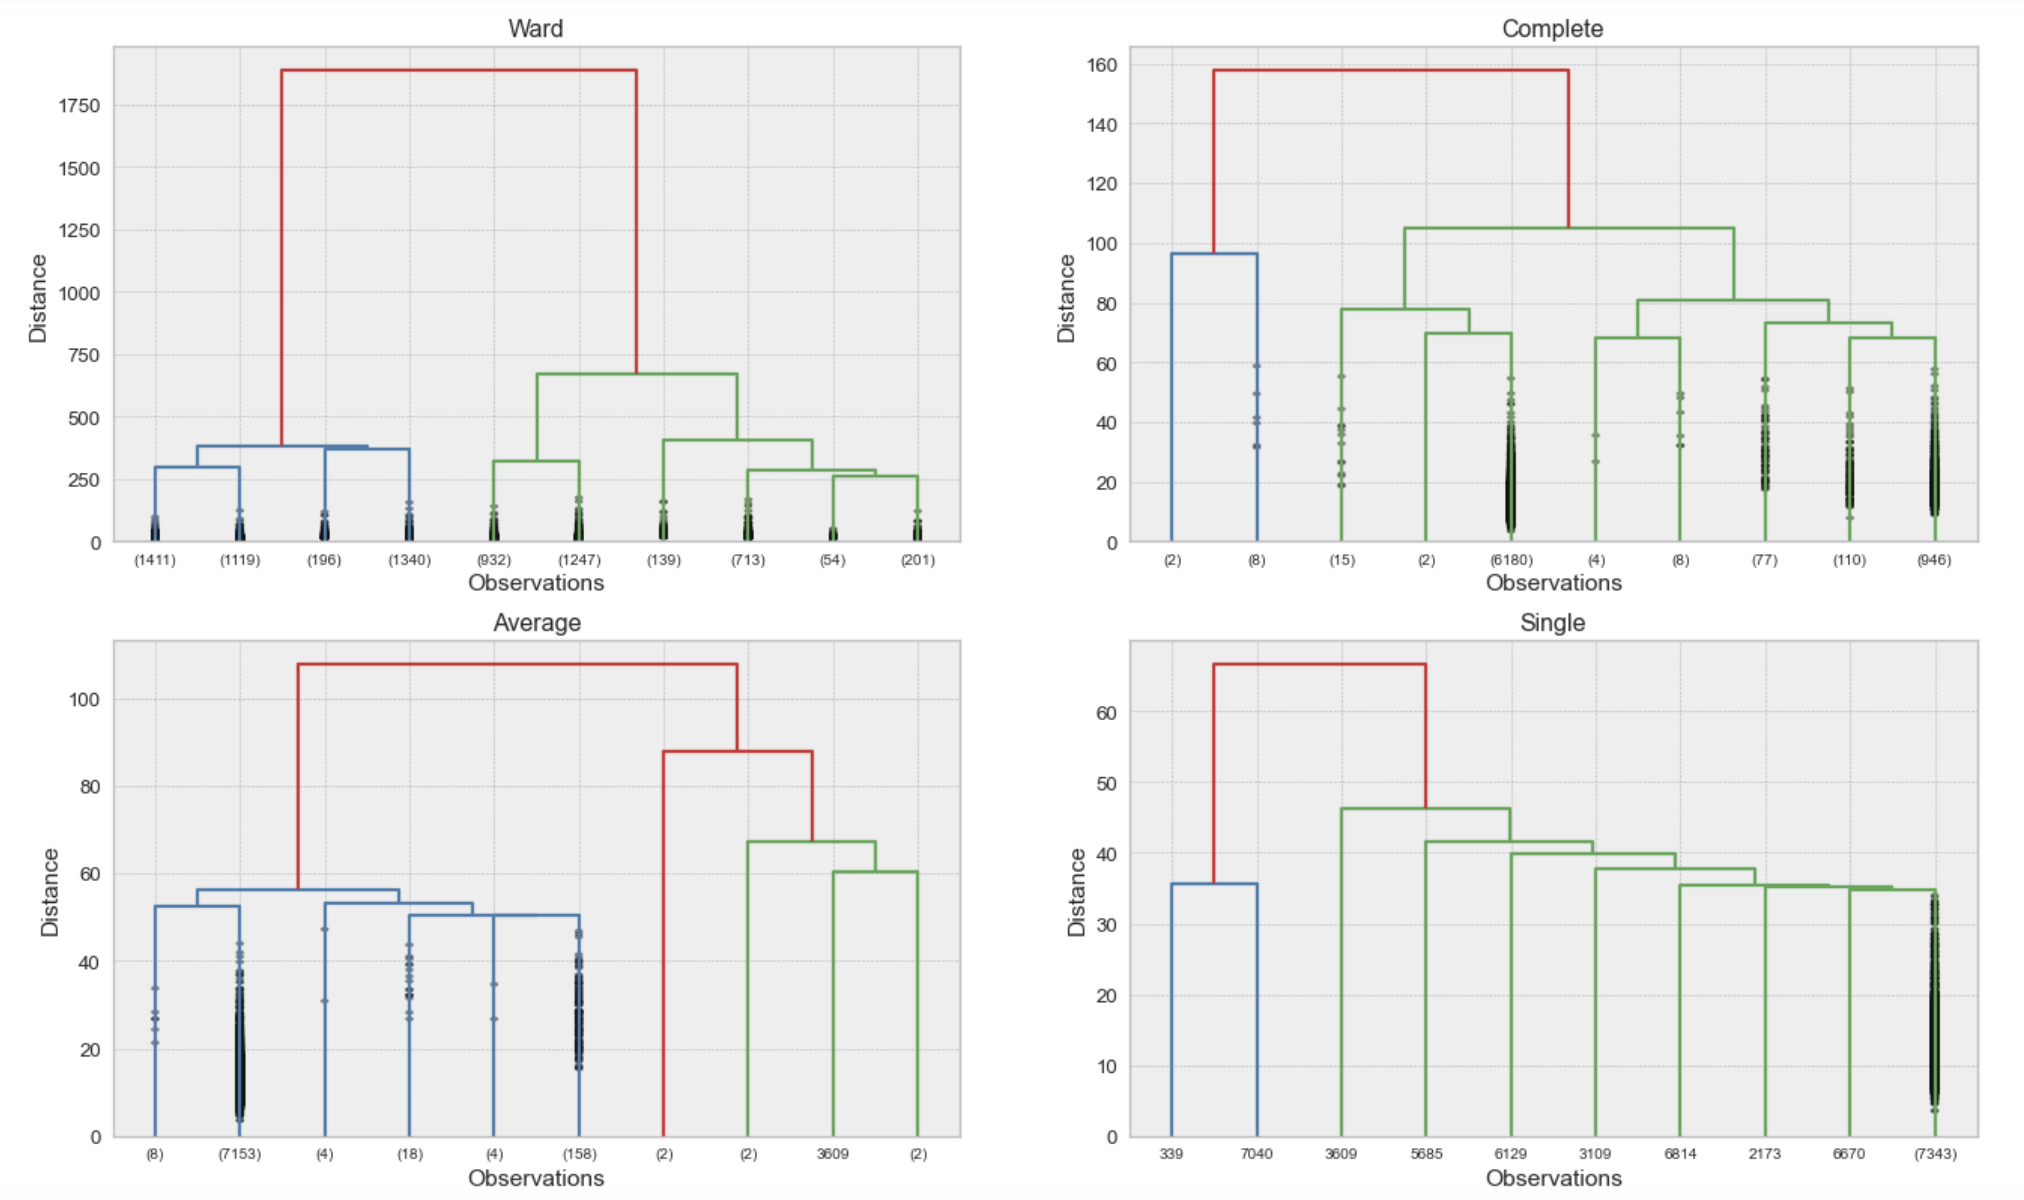 Ward
Distance
1750
1500
1250
1000
750
500
250
0
(1411) (1119) (196) (1340) (932) (1247) (139) (713) (54) (201)
Observations
Complete
Distance
160
140
120
100
80
60
40
20
0
(2) (8) (15) (2) (6180) (4) (8) (77) (110) (946)
Observations
Average
Distance
100
80
60
40
20
0
(8) (7153) (4) (18) (4) (158) (2) (2) 3609 (2)
Observations
Single
Distance
60
50
40
30
20
10
0
339 7040 3609 5685 6129 3109 6814 2173 6670 (7343)
Observations